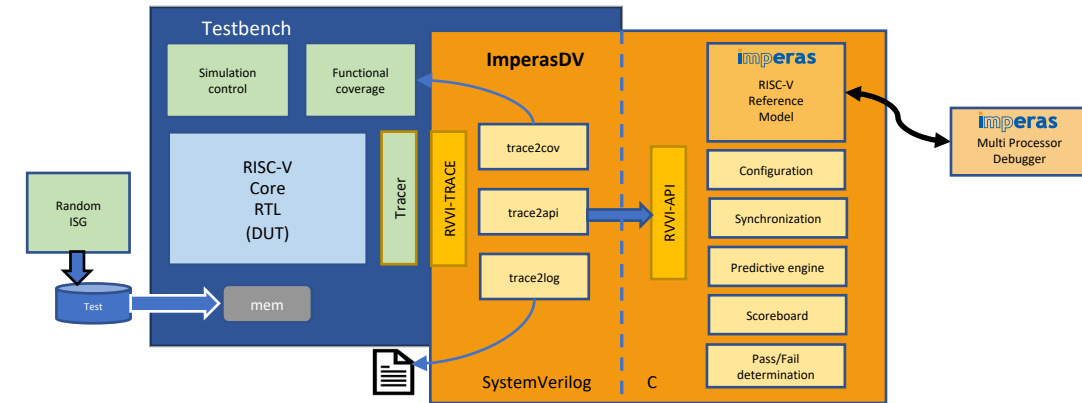 Testbench
Simulation
control
Functional
coverage
ImperasDV
imperas
RISC-V
Reference
Model
imperas
Multi Processor
Debugger
RISC-V
Core
RTL
(DUT)
Tracer
RVVI-TRACE
trace2cov
trace2api
trace2log
RVVI-API
Configuration
Synchronization
Predictive engine
Scoreboard
Pass/Fail
determination
Random
ISG
Test
mem
SystemVerilog
C